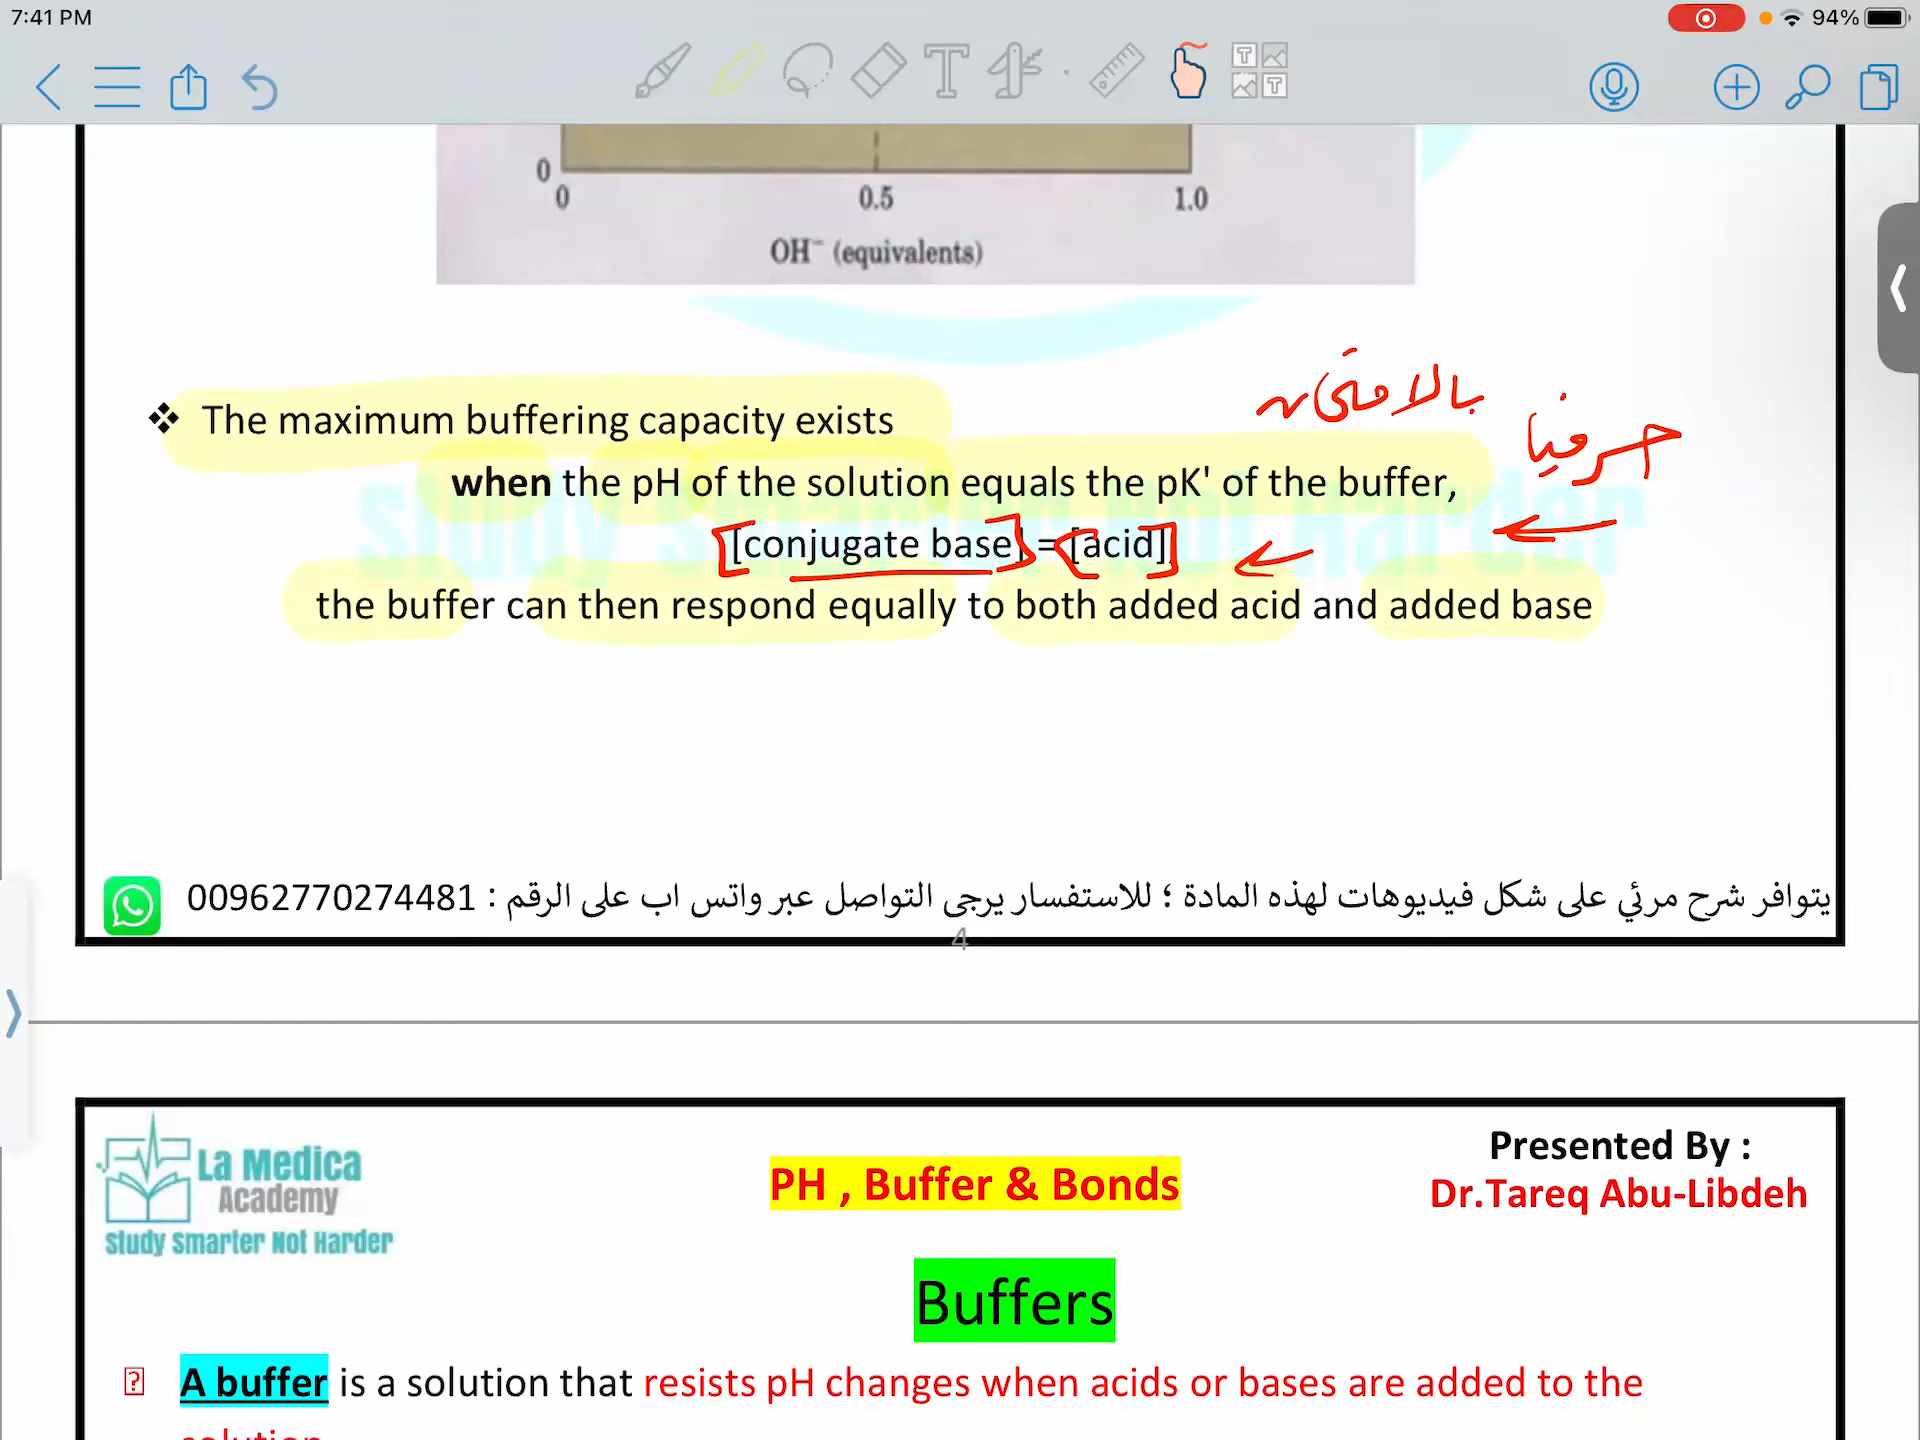 7:41 PM
94%
0
0 0.5 1.0
OH⁻ (equivalents)
بالامتحان
حرفيا
❖ The maximum buffering capacity exists
when the pH of the solution equals the pK' of the buffer,
[conjugate base] = [acid]
the buffer can then respond equally to both added acid and added base
Study Smarter Not Harder
يتوافر شرح مرئي على شكل فيديوهات لهذه المادة ؛ للاستفسار يرجى التواصل عبر واتس اب على الرقم : 00962770274481
4
La Medica
Academy
Study Smarter Not Harder
PH , Buffer & Bonds
Presented By :
Dr.Tareq Abu-Libdeh
Buffers
A buffer is a solution that resists pH changes when acids or bases are added to the
solution